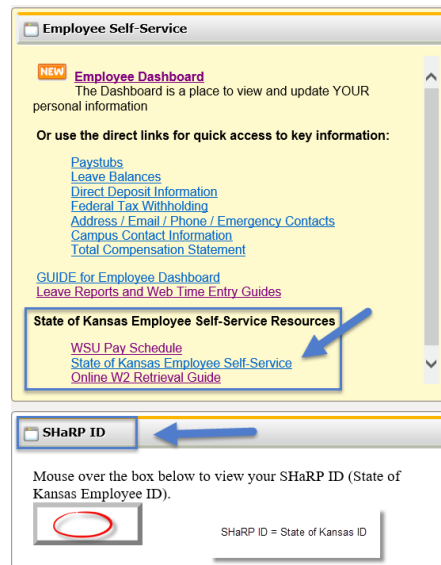 Employee Self-Service
NEW Employee Dashboard
The Dashboard is a place to view and update YOUR
personal information
Or use the direct links for quick access to key information:
Paystubs
Leave Balances
Direct Deposit Information
Federal Tax Withholding
Address / Email / Phone / Emergency Contacts
Campus Contact Information
Total Compensation Statement
GUIDE for Employee Dashboard
Leave Reports and Web Time Entry Guides
State of Kansas Employee Self-Service Resources
WSU Pay Schedule
State of Kansas Employee Self-Service
Online W2 Retrieval Guide
SHaRP ID
Mouse over the box below to view your SHaRP ID (State of
Kansas Employee ID).
SHaRP ID = State of Kansas ID